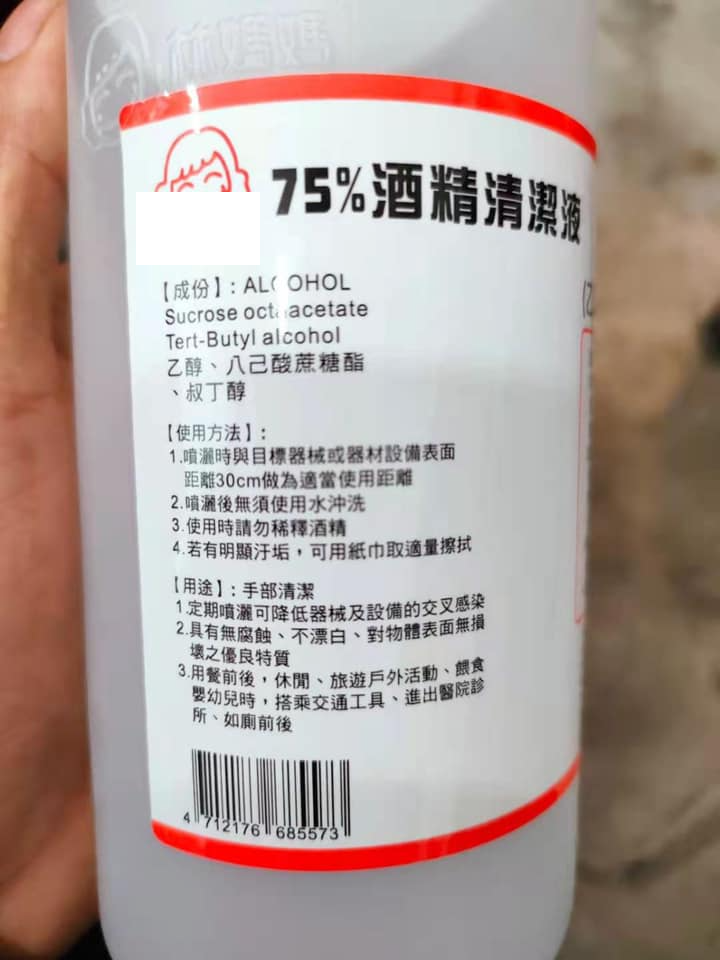 75%酒精清潔液
【成份】: ALCOHOL
Sucrose octaacetate
Tert-Butyl alcohol
乙醇、八己酸蔗糖酯
、叔丁醇
【使用方法】:
1.噴灑時與目標器械或器材設備表面
距離30cm做為適當使用距離
2.噴灑後無須使用水沖洗
3.使用時請勿稀釋酒精
4.若有明顯汙垢，可用紙巾取適量擦拭
【用途】: 手部清潔
1.定期噴灑可降低器械及設備的交叉感染
2.具有無腐蝕、不漂白、對物體表面無損
壞之優良特質
3.用餐前後，休閒、旅遊戶外活動、餵食
嬰幼兒時，搭乘交通工具、進出醫院診
所、如廁前後
4 712176 685573